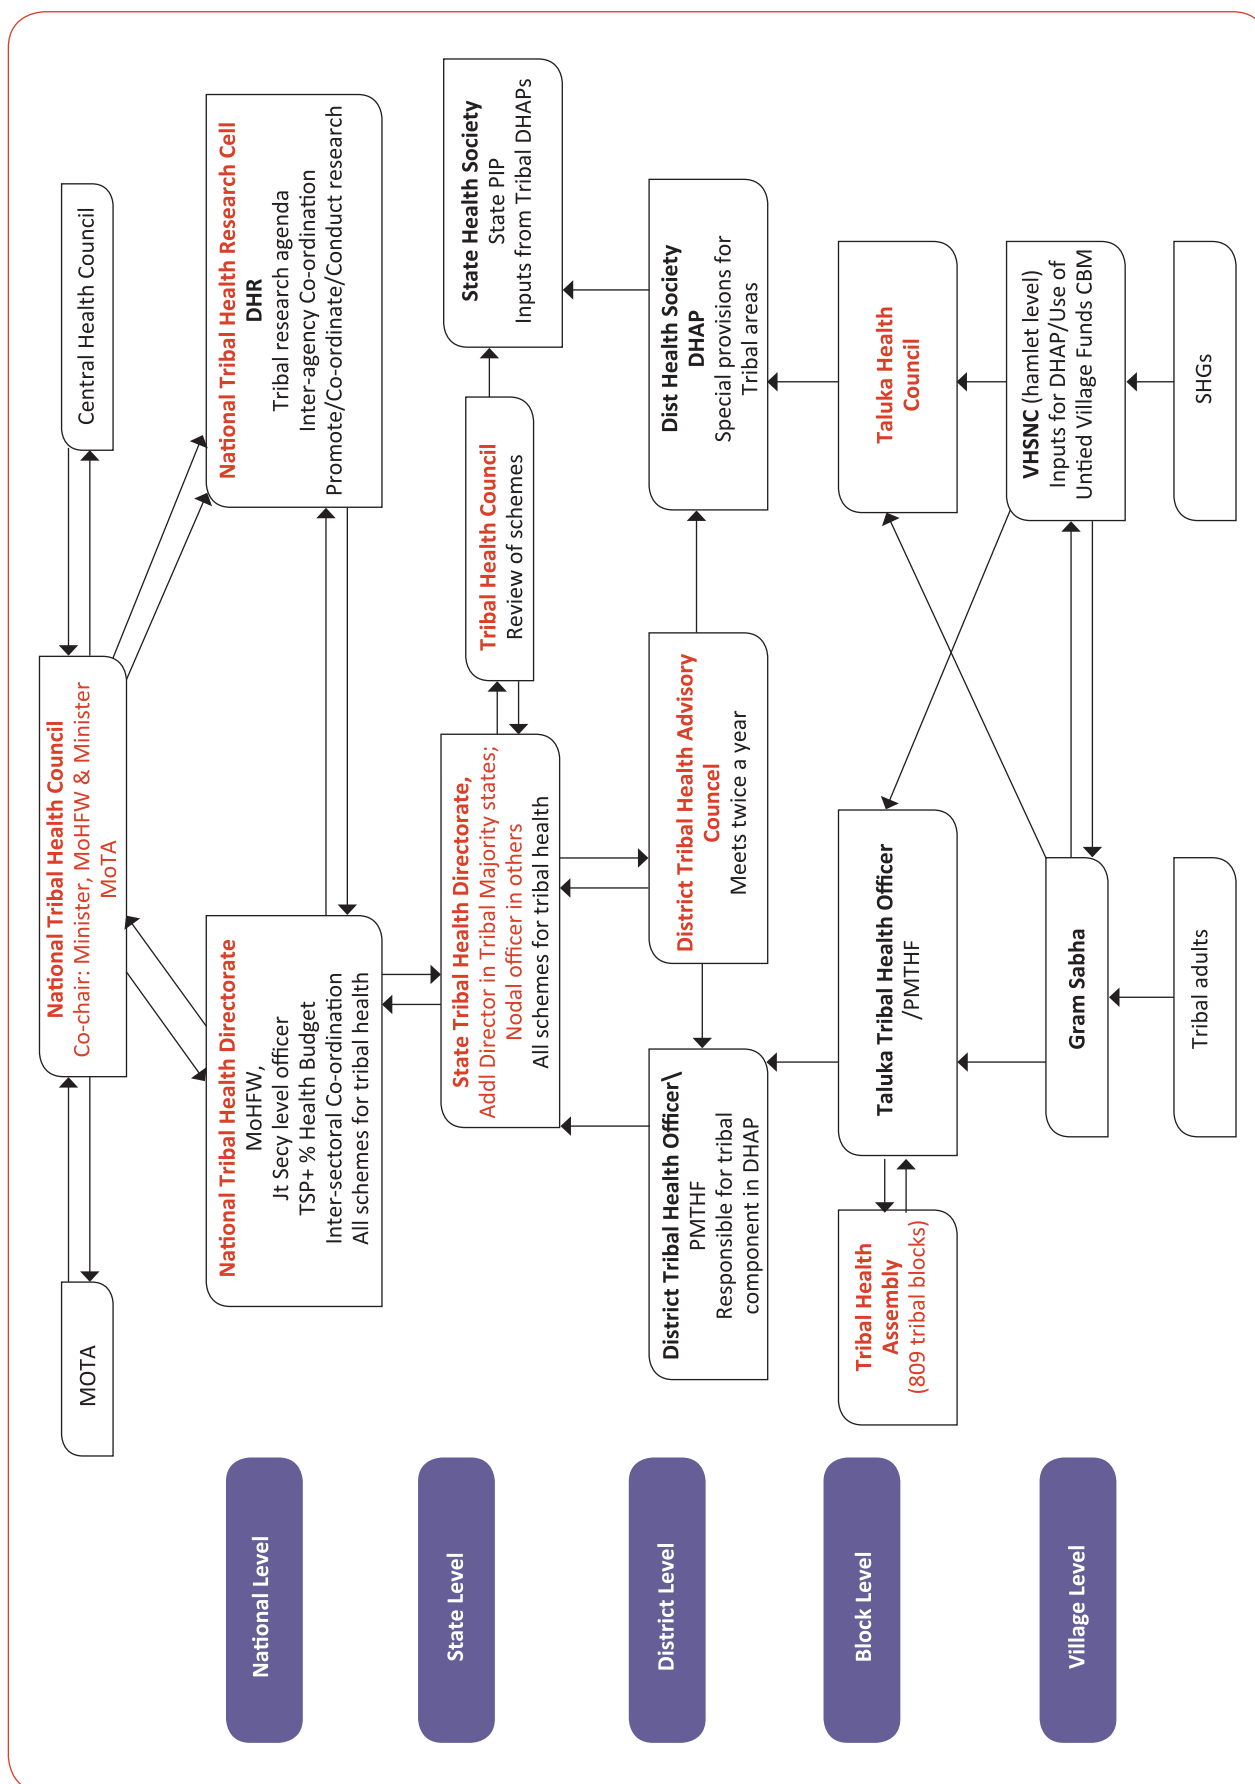 MOTA
National Tribal Health Council
Co-chair: Minister, MoHFW & Minister
MoTA
Central Health Council
National Level
National Tribal Health Directorate
MoHFW,
Jt Secy level officer
TSP+ % Health Budget
Inter-sectoral Co-ordination
All schemes for tribal health
National Tribal Health Research Cell
DHR
Tribal research agenda
Inter-agency Co-ordination
Promote/Co-ordinate/Conduct research
State Level
State Tribal Health Directorate,
Addl Director in Tribal Majority states;
Nodal officer in others
All schemes for tribal health
Tribal Health Council
Review of schemes
State Health Society
State PIP
Inputs from Tribal DHAPs
District Level
District Tribal Health Officer\
PMTHF
Responsible for tribal
component in DHAP
District Tribal Health Advisory
Councel
Meets twice a year
Dist Health Society
DHAP
Special provisions for
Tribal areas
Block Level
Tribal Health
Assembly
(809 tribal blocks)
Taluka Tribal Health Officer
/PMTHF
Taluka Health
Council
Village Level
Gram Sabha
VHSNC (hamlet level)
Inputs for DHAP/Use of
Untied Village Funds CBM
Tribal adults
SHGs